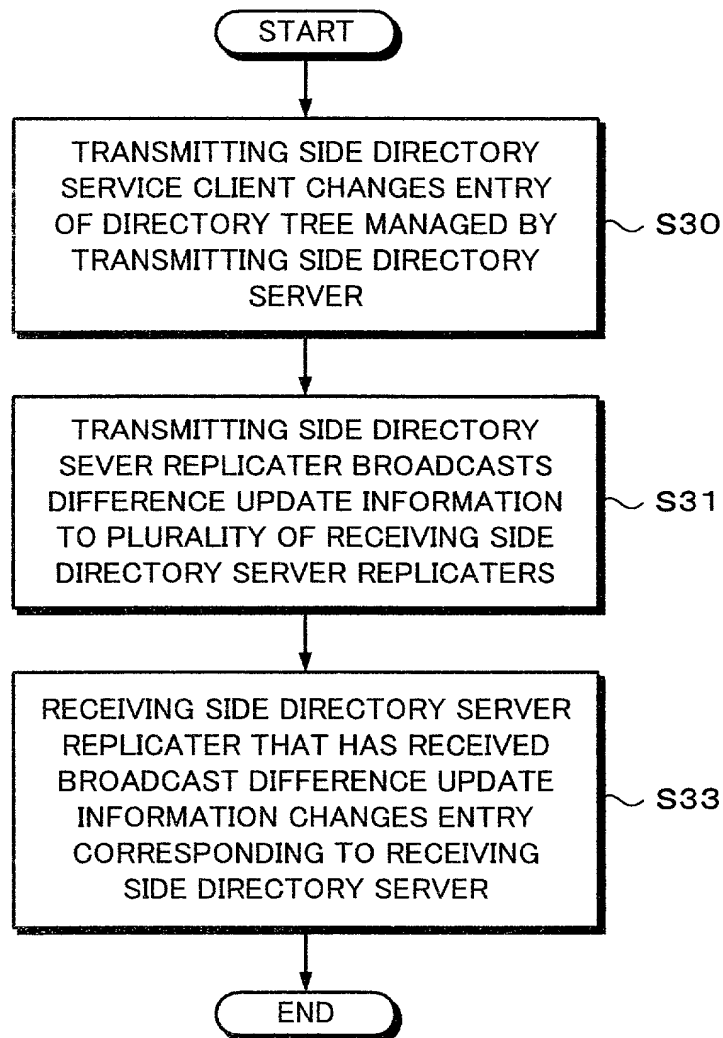 START
TRANSMITTING SIDE DIRECTORY
SERVICE CLIENT CHANGES ENTRY
OF DIRECTORY TREE MANAGED BY
TRANSMITTING SIDE DIRECTORY
SERVER
S30
TRANSMITTING SIDE DIRECTORY
SEVER REPLICATER BROADCASTS
DIFFERENCE UPDATE INFORMATION
TO PLURALITY OF RECEIVING SIDE
DIRECTORY SERVER REPLICATERS
S31
RECEIVING SIDE DIRECTORY SERVER
REPLICATER THAT HAS RECEIVED
BROADCAST DIFFERENCE UPDATE
INFORMATION CHANGES ENTRY
CORRESPONDING TO RECEIVING
SIDE DIRECTORY SERVER
S33
END